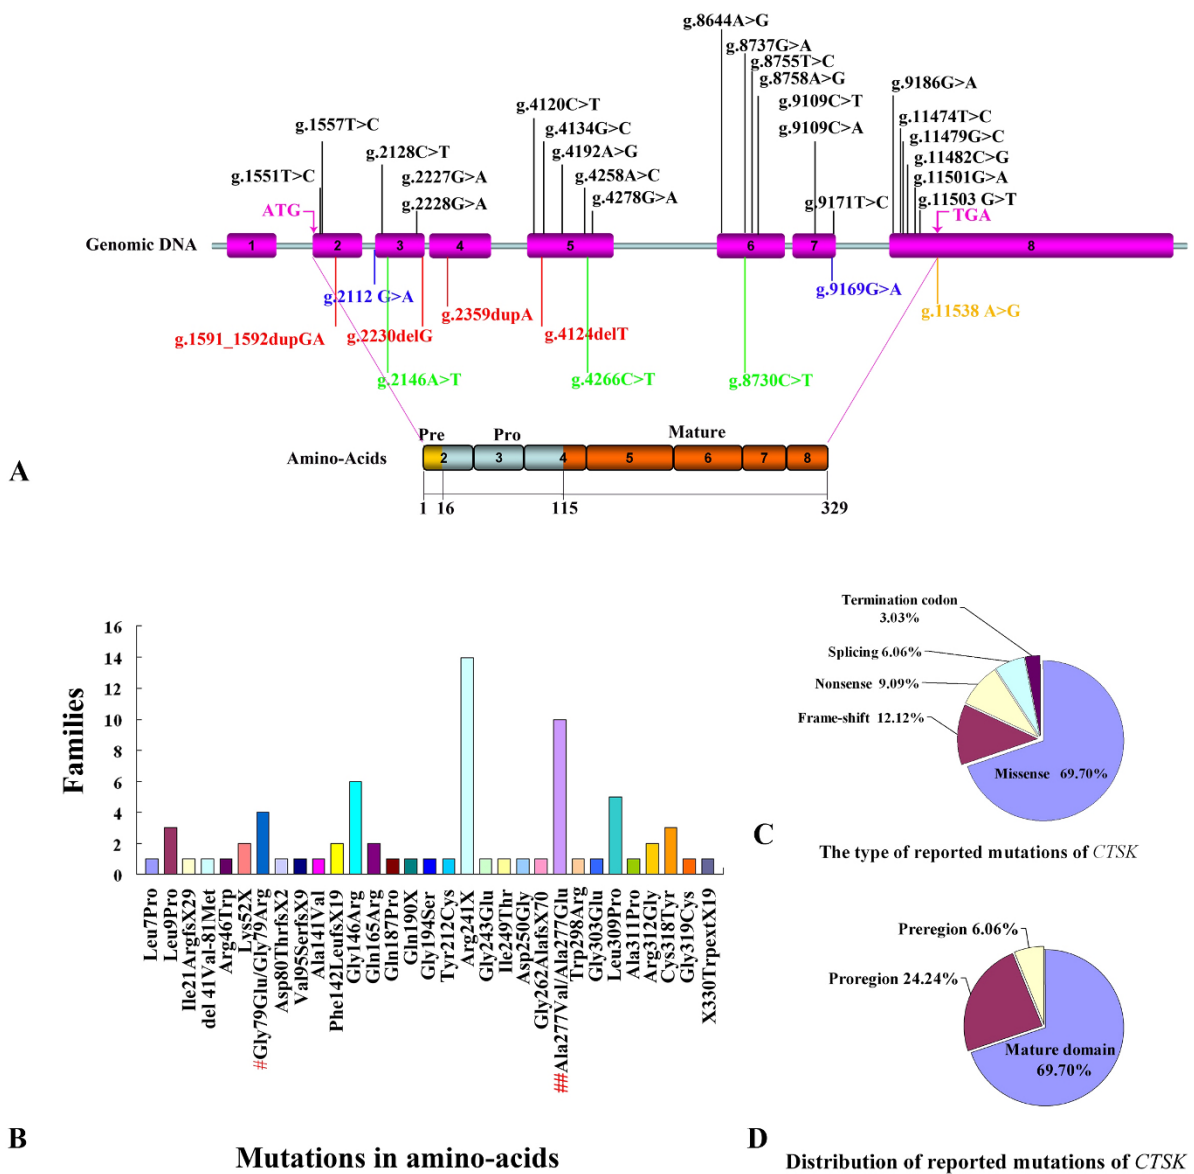 g.8644A>G
g.8737G>A
g.8755T>C
g.8758A>G
g.9109C>T
g.9109C>A
g.9186G>A
g.11474T>C
g.11479G>C
g.11482C>G
g.11501G>A
g.11503 G>T
g.4120C>T
g.4134G>C
g.4192A>G
g.4258A>C
g.4278G>A
g.1557T>C
g.1551T>C
g.2128C>T
g.2227G>A
g.2228G>A
g.9171T>C
ATG
TGA
Genomic DNA
1 2 3 4 5 6 7 8
g.2112 G>A
g.9169G>A
g.2359dupA
g.11538 A>G
g.1591_1592dupGA
g.2230delG
g.4124delT
g.2146A>T
g.4266C>T
g.8730C>T
Pre Pro Mature
Amino-Acids
2 3 4 5 6 7 8
1 16 115 329
A
Families
16
14
12
10
8
6
4
2
0
Leu7Pro
Leu9Pro
Ile21ArgfsX29
del 41Val-81Met
Arg46Trp
Lys52X
#Gly79Glu/Gly79Arg
Asp80ThrfsX2
Val95SerfsX9
Ala141Val
Phe142LeufsX19
Gly146Arg
Gln165Arg
Gln187Pro
Gln190X
Gly194Ser
Tyr212Cys
Arg241X
Gly243Glu
Ile249Thr
Asp250Gly
Gly262AlafsX70
##Ala277Val/Ala277Glu
Trp298Arg
Gly303Glu
Leu309Pro
Ala311Pro
Arg312Gly
Cys318Tyr
Gly319Cys
X330TrpextX19
B
Mutations in amino-acids
Termination codon
3.03%
Splicing 6.06%
Nonsense 9.09%
Frame-shift 12.12%
Missense 69.70%
C
The type of reported mutations of CTSK
Preregion 6.06%
Proregion 24.24%
Mature domain
69.70%
D
Distribution of reported mutations of CTSK